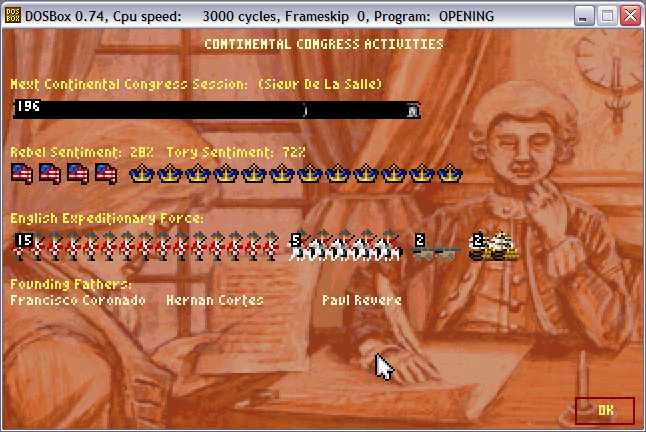 DOSBox 0.74, Cpu speed: 3000 cycles, Frameskip 0, Program: OPENING
CONTINENTAL CONGRESS ACTIVITIES
Next Continental Congress Session: (Sieur De La Salle)
196
Rebel Sentiment: 28% Tory Sentiment: 72%
English Expeditionary Force:
15 5 2 2
Founding Fathers:
Francisco Coronado Hernan Cortes Paul Revere
OK